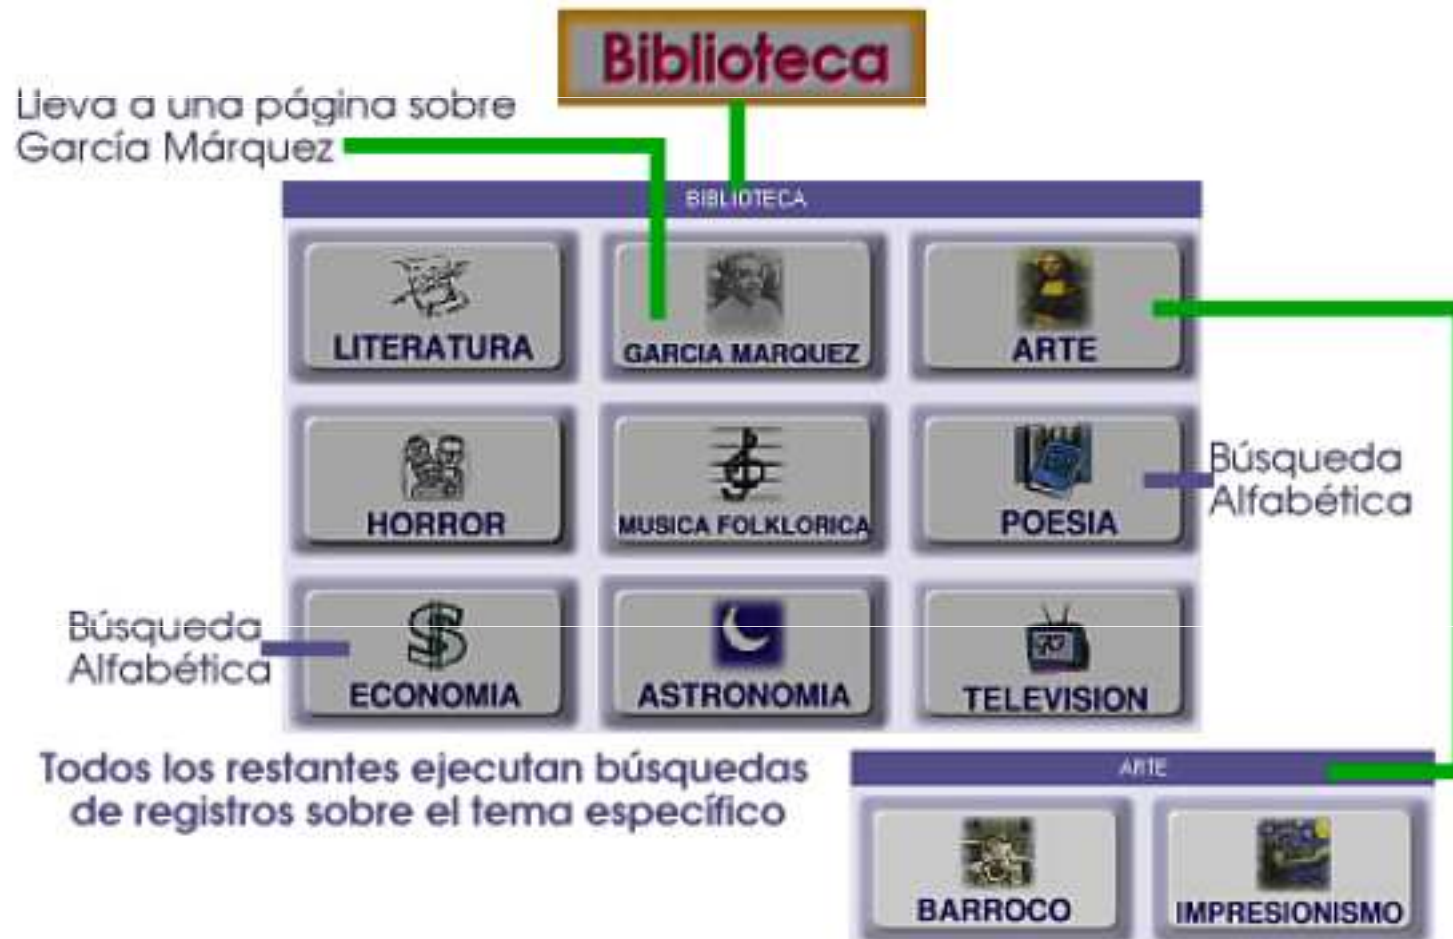 Biblioteca
Lleva a una página sobre
García Márquez
BIBLIOTECA
LITERATURA
GARCIA MARQUEZ
ARTE
HORROR
MUSICA FOLKLORICA
POESIA
Búsqueda
Alfabética
Búsqueda
Alfabética
ECONOMIA
ASTRONOMIA
TELEVISION
Todos los restantes ejecutan búsquedas
de registros sobre el tema específico
ARTE
BARROCO
IMPRESIONISMO